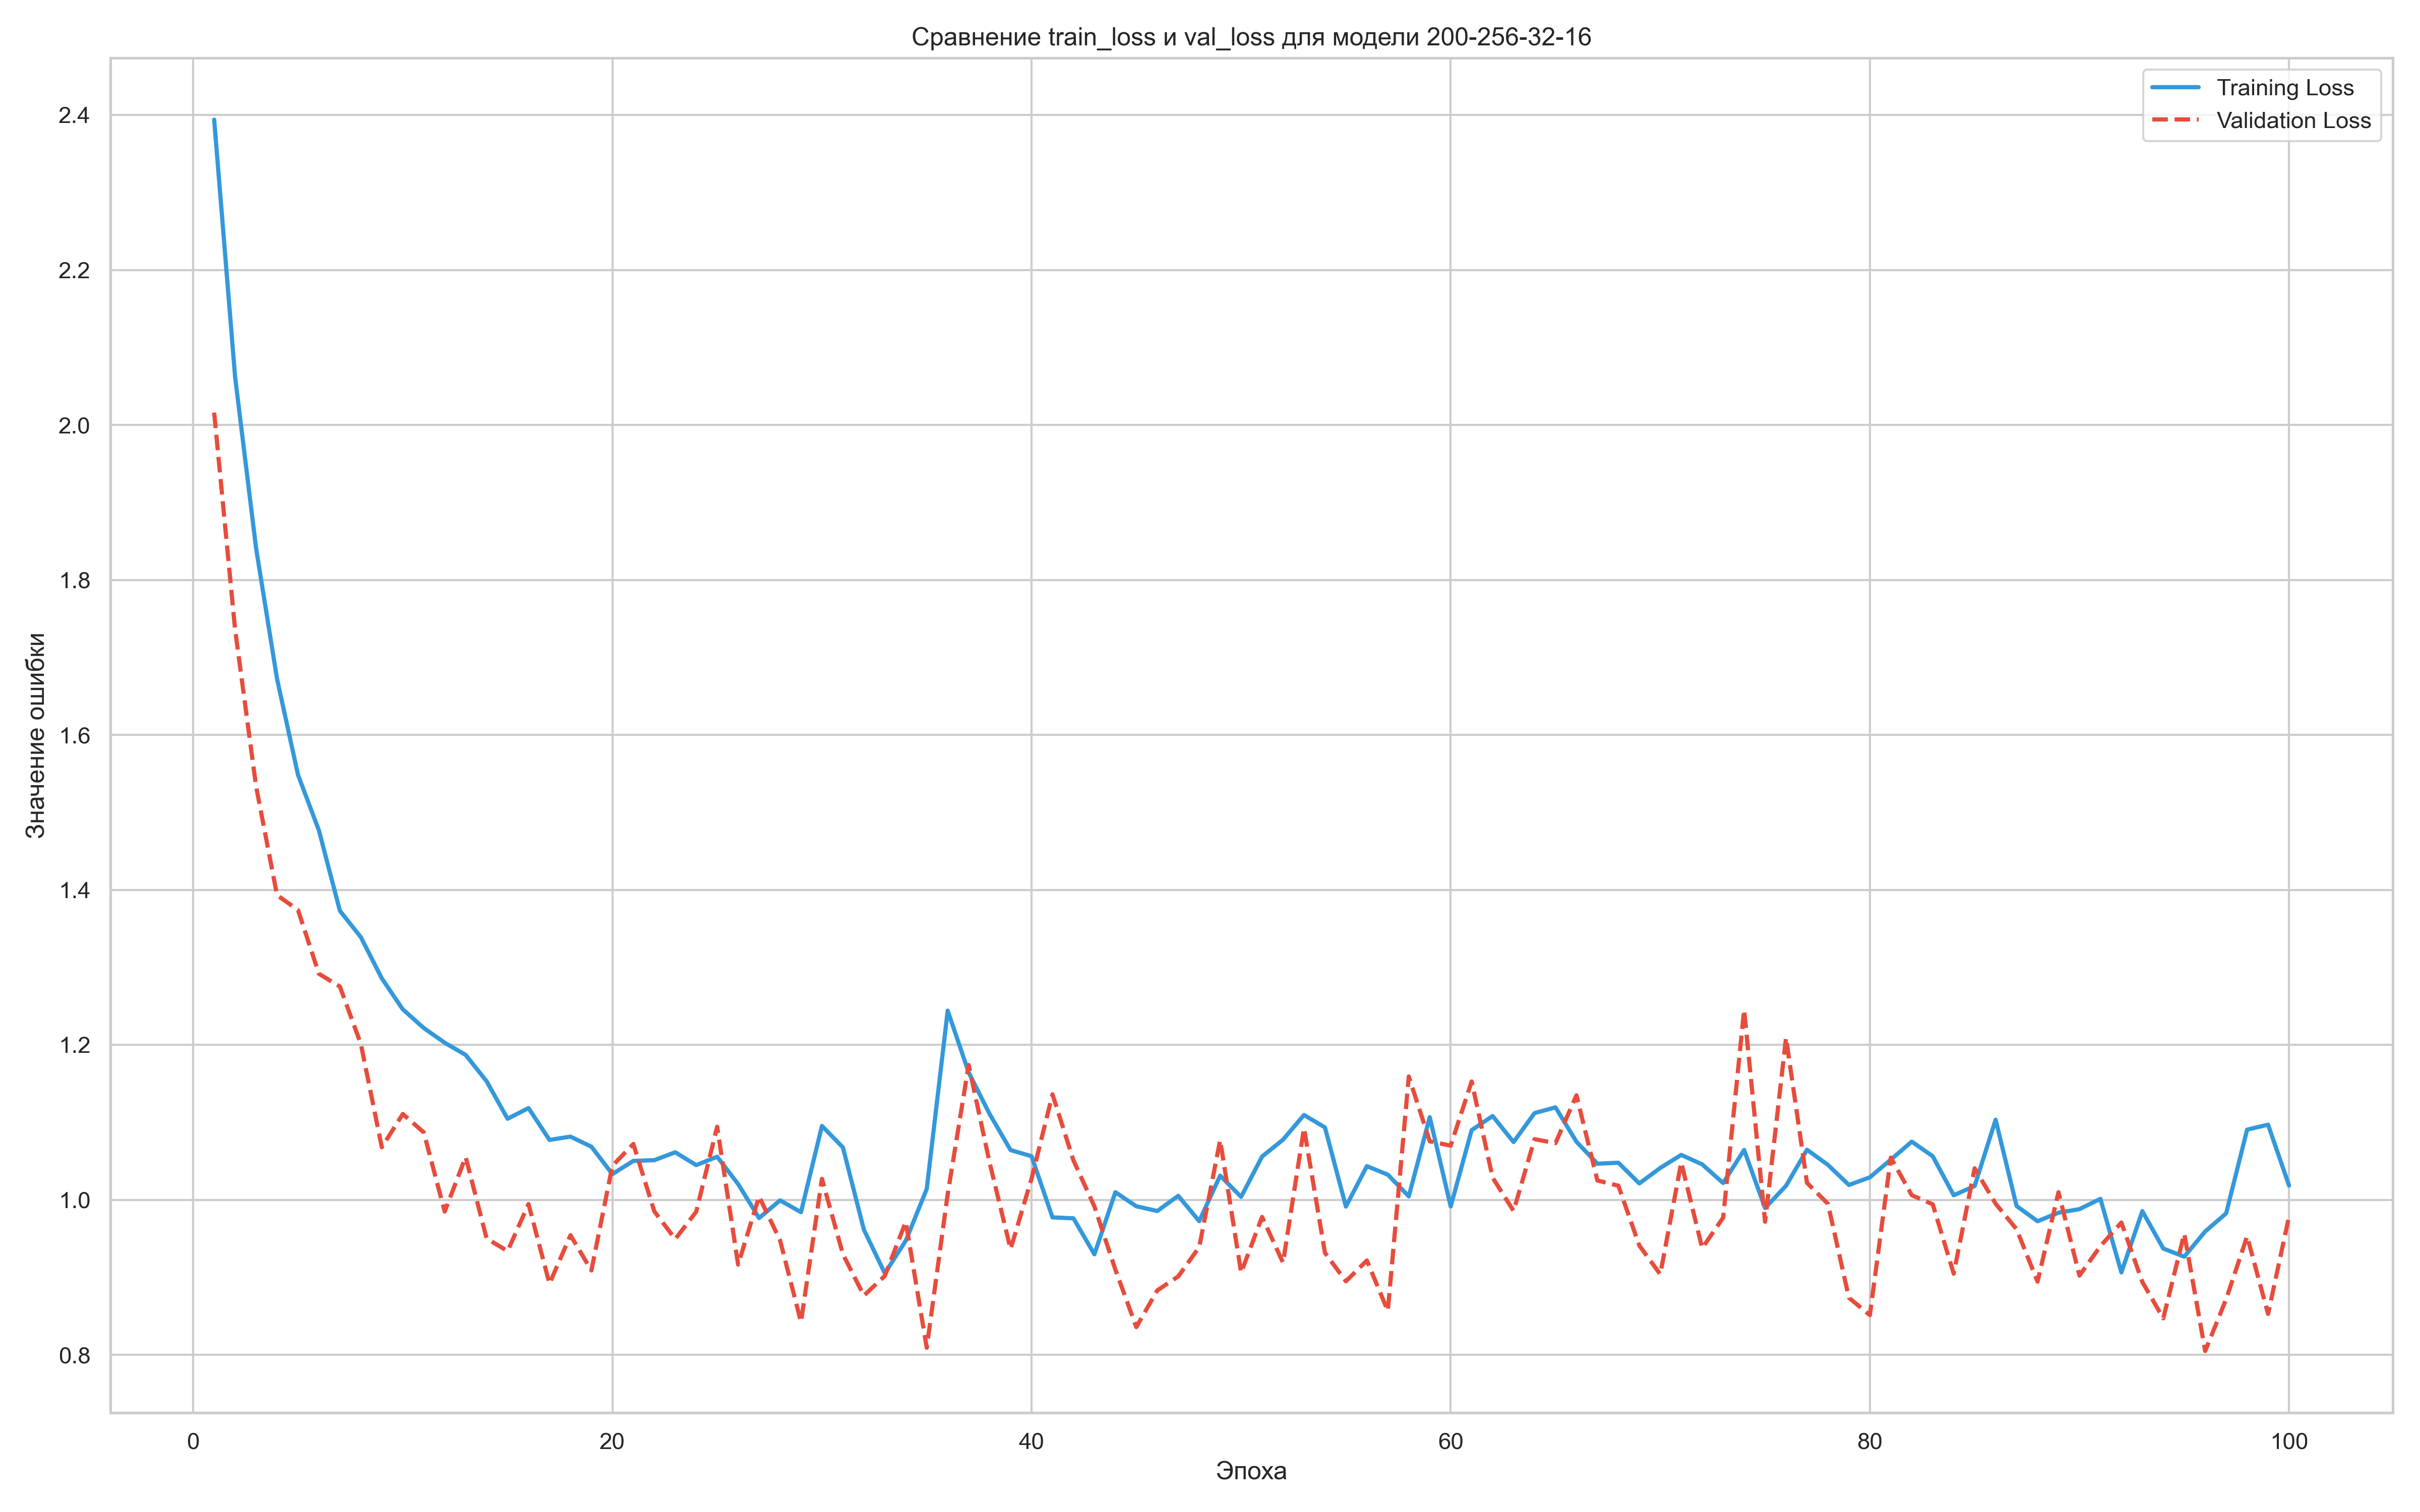 Сравнение train_loss и val_loss для модели 200-256-32-16
Training Loss
Validation Loss
2.4
2.2
2.0
1.8
1.6
1.4
1.2
1.0
0.8
Значение ошибки
0 20 40 60 80 100
Эпоха